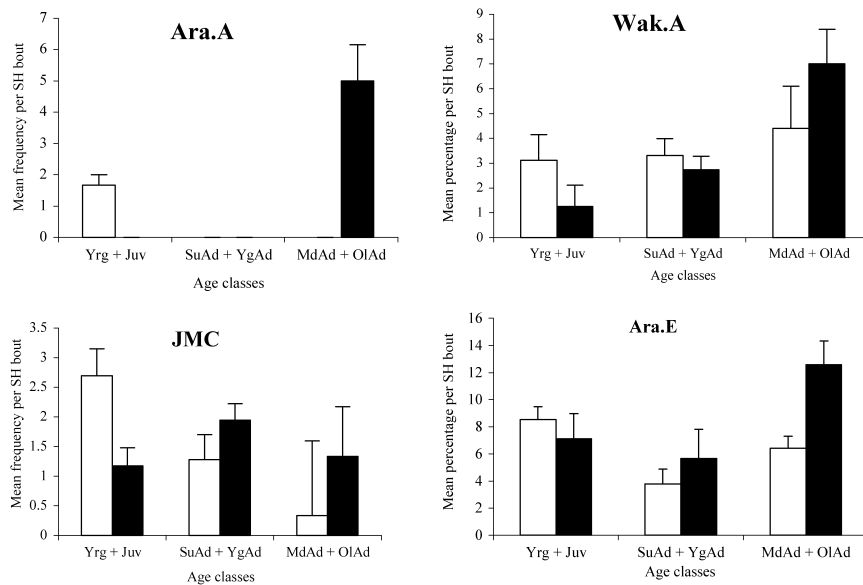 Ara.A
Mean frequency per SH bout
7
6
5
4
3
2
1
0
Yrg + Juv SuAd + YgAd MdAd + OlAd
Age classes
Wak.A
Mean percentage per SH bout
9
8
7
6
5
4
3
2
1
0
Yrg + Juv SuAd + YgAd MdAd + OlAd
Age classes
JMC
Mean frequency per SH bout
3.5
3
2.5
2
1.5
1
0.5
0
Yrg + Juv SuAd + YgAd MdAd + OlAd
Age classes
Ara.E
Mean percentage per SH bout
16
14
12
10
8
6
4
2
0
Yrg + Juv SuAd + YgAd MdAd + OlAd
Age classes